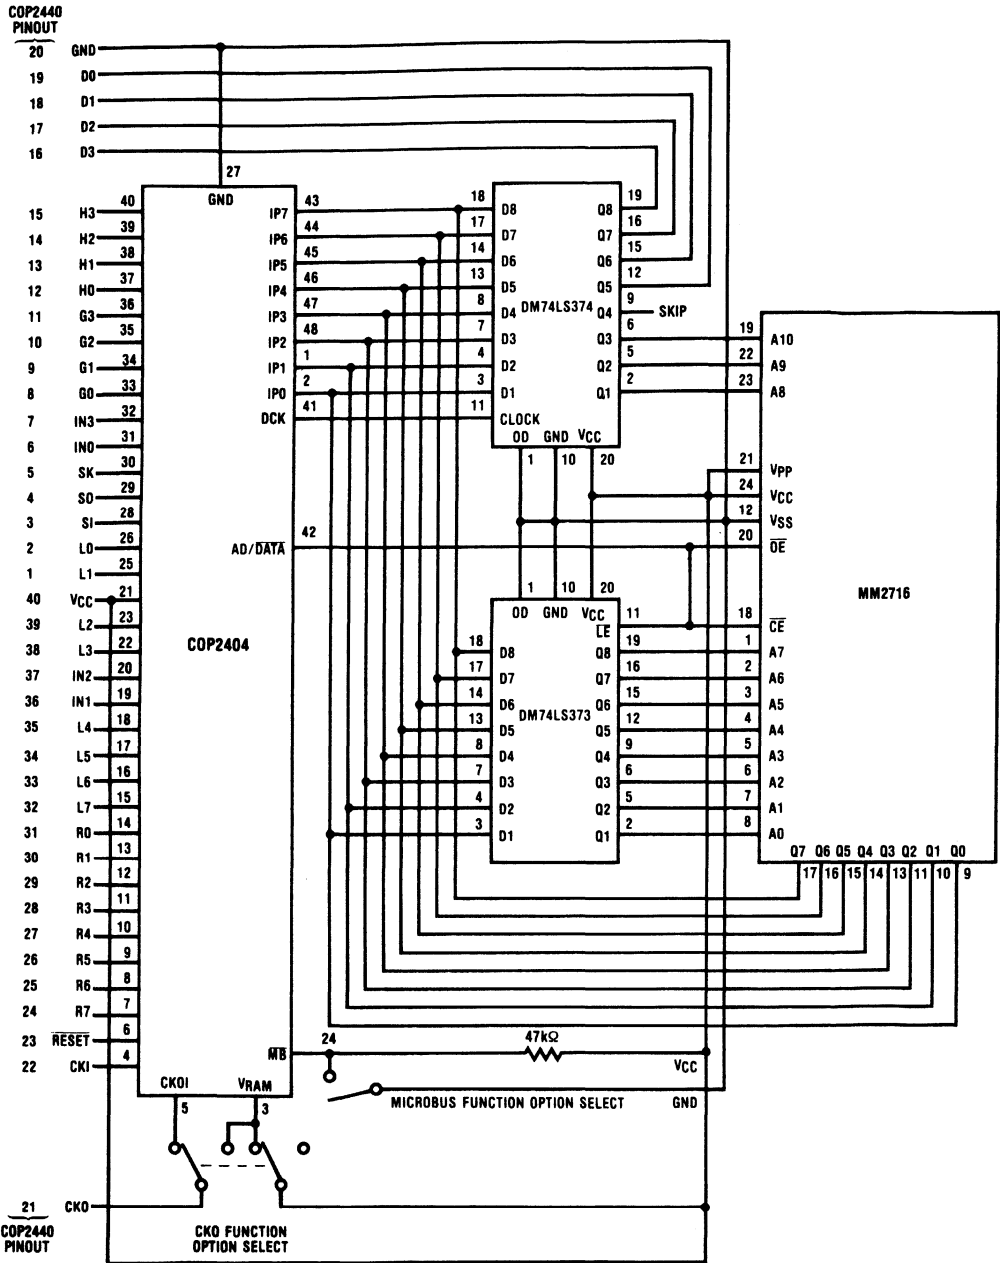 COP2440
PINOUT
20 GND
19 D0
18 D1
17 D2
16 D3
27
GND
15 H3 40 IP7 43
14 H2 39 IP6 44
13 H1 38 IP5 45
12 H0 37 IP4 46
11 G3 36 IP3 47
10 G2 35 IP2 48
9 G1 34 IP1 1
8 G0 33 IP0 2
7 IN3 32 DCK 41
6 IN0 31
5 SK 30
4 SO 29
3 SI 28
2 L0 26 AD/DATA 42
1 L1 25
40 VCC 21
39 L2 23
38 L3 22
37 IN2 20
36 IN1 19
35 L4 18
34 L5 17
33 L6 16
32 L7 15
31 R0 14
30 R1 13
29 R2 12
28 R3 11
27 R4 10
26 R5 9
25 R6 8
24 R7 7
23 RESET 6
22 CKI 4
COP2404
MB 24
CKOI VRAM
5 3
18 D8 Q8 19
17 D7 Q7 16
14 D6 Q6 15
13 D5 Q5 12
8 D4 DM74LS374 Q4 9 SKIP
7 D3 Q3 6
4 D2 Q2 5
3 D1 Q1 2
11 CLOCK
OD GND VCC
1 10 20
1 10 20
OD GND VCC
LE 11
18 D8 Q8 19
17 D7 Q7 16
14 D6 Q6 15
13 D5 DM74LS373 Q5 12
8 D4 Q4 9
7 D3 Q3 6
4 D2 Q2 5
3 D1 Q1 2
19 A10
22 A9
23 A8
21 VPP
24 VCC
12 VSS
20 OE
MM2716
18 CE
1 A7
2 A6
3 A5
4 A4
5 A3
6 A2
7 A1
8 A0
Q7 Q6 Q5 Q4 Q3 Q2 Q1 Q0
17 16 15 14 13 11 10 9
47kΩ
VCC
MICROBUS FUNCTION OPTION SELECT GND
21 CKO
COP2440
PINOUT
CKO FUNCTION
OPTION SELECT